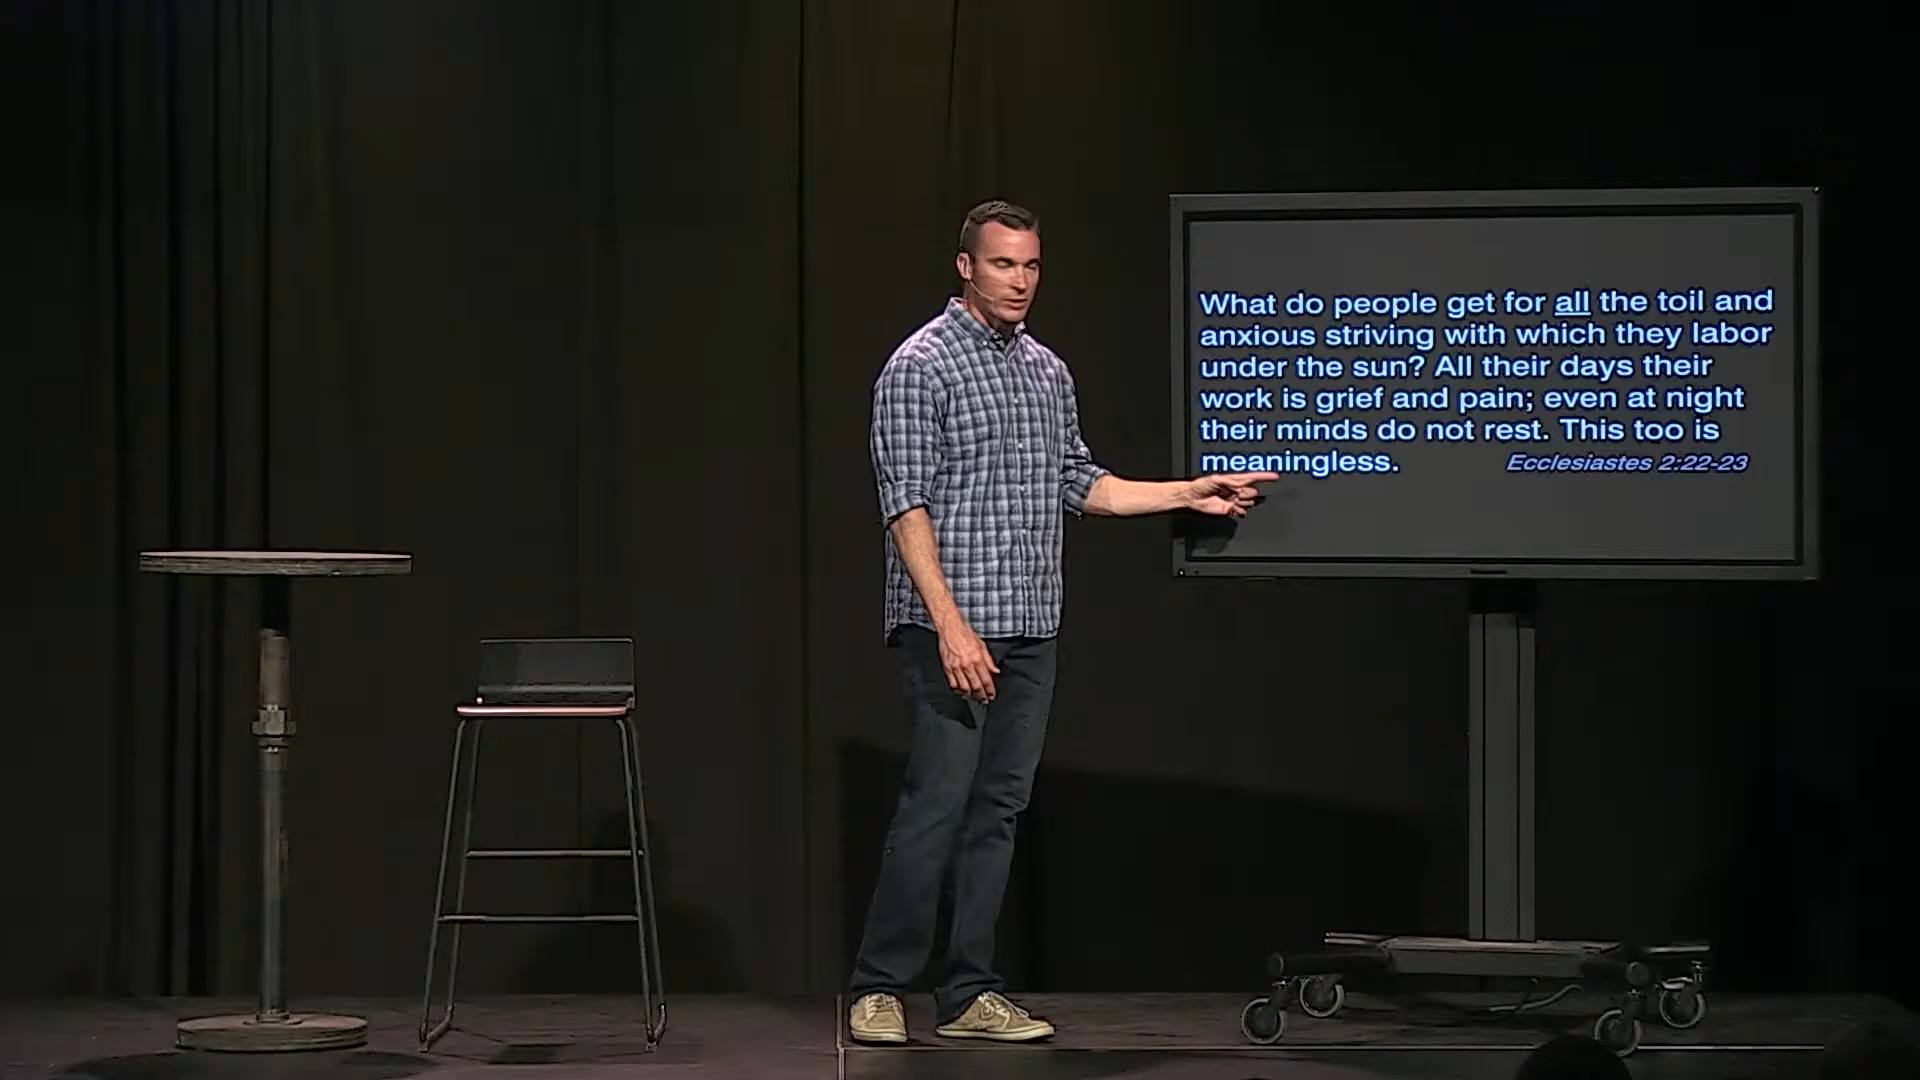 What do people get for all the toil and
anxious striving with which they labor
under the sun? All their days their
work is grief and pain; even at night
their minds do not rest. This too is
meaningless. Ecclesiastes 2:22-23